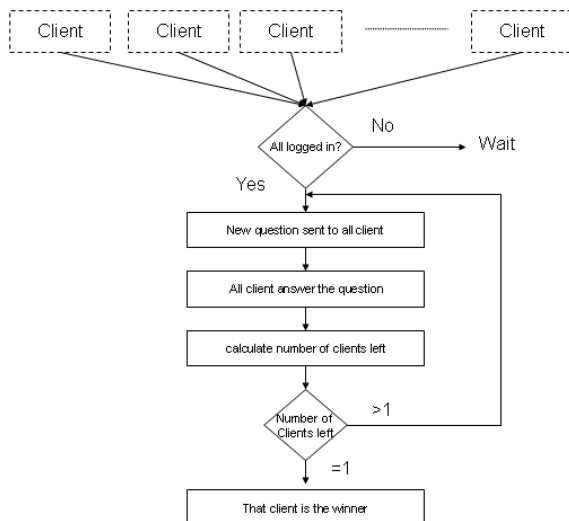 Client
Client
Client
Client
All logged in?
No
Wait
Yes
New question sent to all client
All client answer the question
calculate number of clients left
Number of
Clients left
>1
=1
That client is the winner